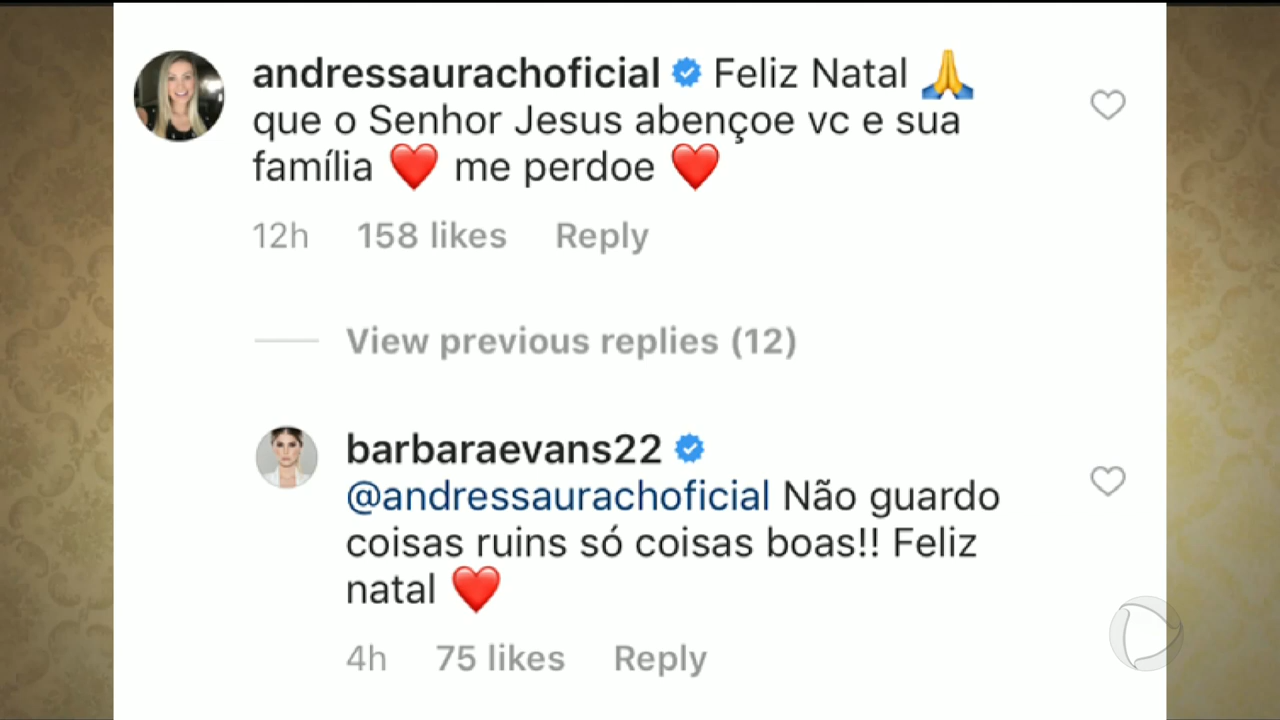 andressaurachoficial Feliz Natal 🙏
que o Senhor Jesus abençoe vc e sua
família ❤️ me perdoe ❤️
12h 158 likes Reply
View previous replies (12)
barbaraevans22
@andressaurachoficial Não guardo
coisas ruins só coisas boas!! Feliz
natal ❤️
4h 75 likes Reply